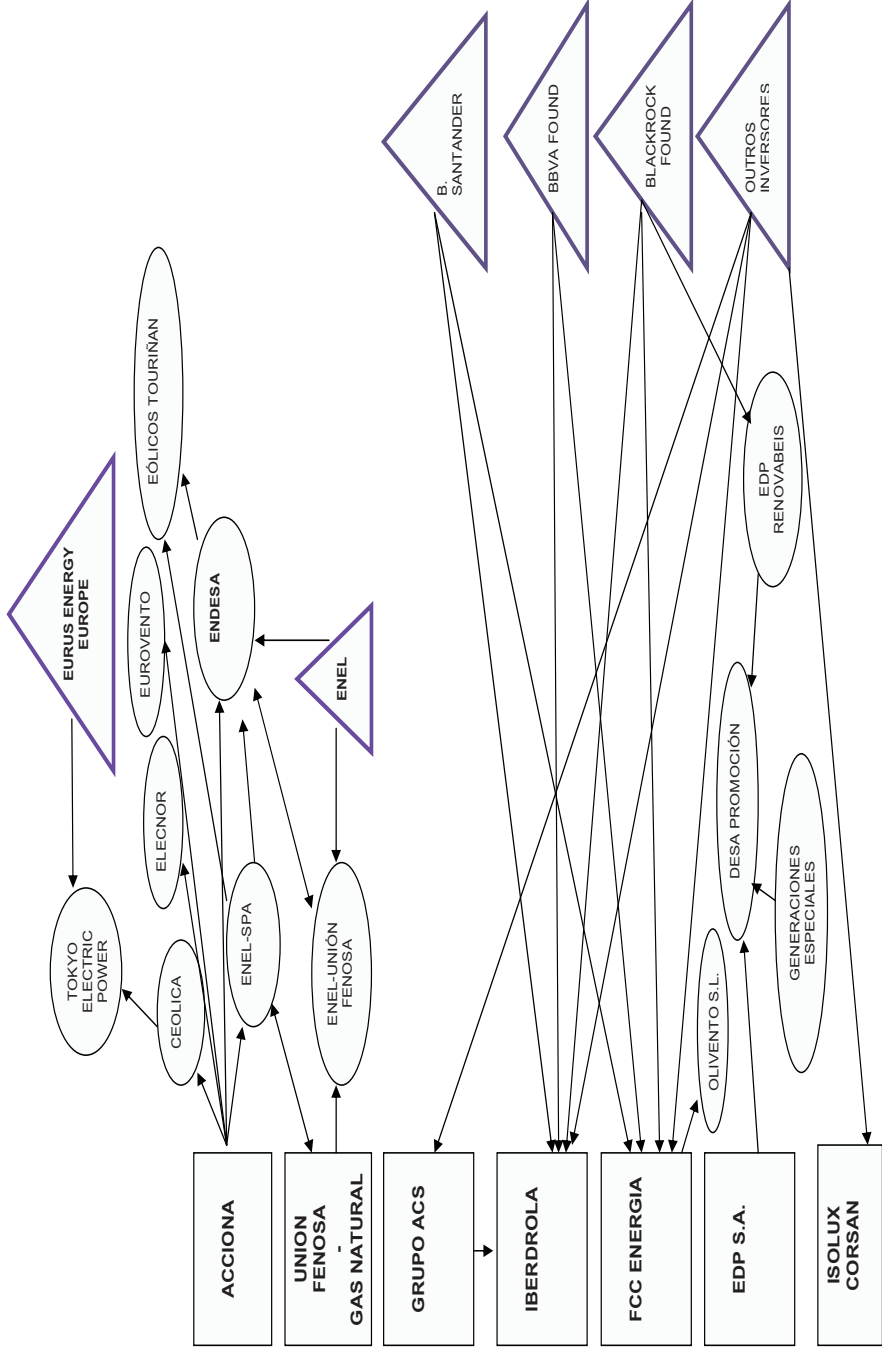 ACCIONA
UNION
FENOSA
-
GAS NATURAL
GRUPO ACS
IBERDROLA
FCC ENERGIA
EDP S.A.
ISOLUX
CORSAN
TOKYO
ELECTRIC
POWER
CEOLICA
ELECNOR
EUROVENTO
EÓLICOS TOURIÑAN
ENEL-SPA
ENDESA
ENEL-UNIÓN
FENOSA
OLIVENTO S.L.
DESA PROMOCIÓN
GENERACIONES
ESPECIALES
EDP
RENOVABEIS
EURUS ENERGY
EUROPE
ENEL
B.
SANTANDER
BBVA FOUND
BLACKROCK
FOUND
OUTROS
INVERSORES